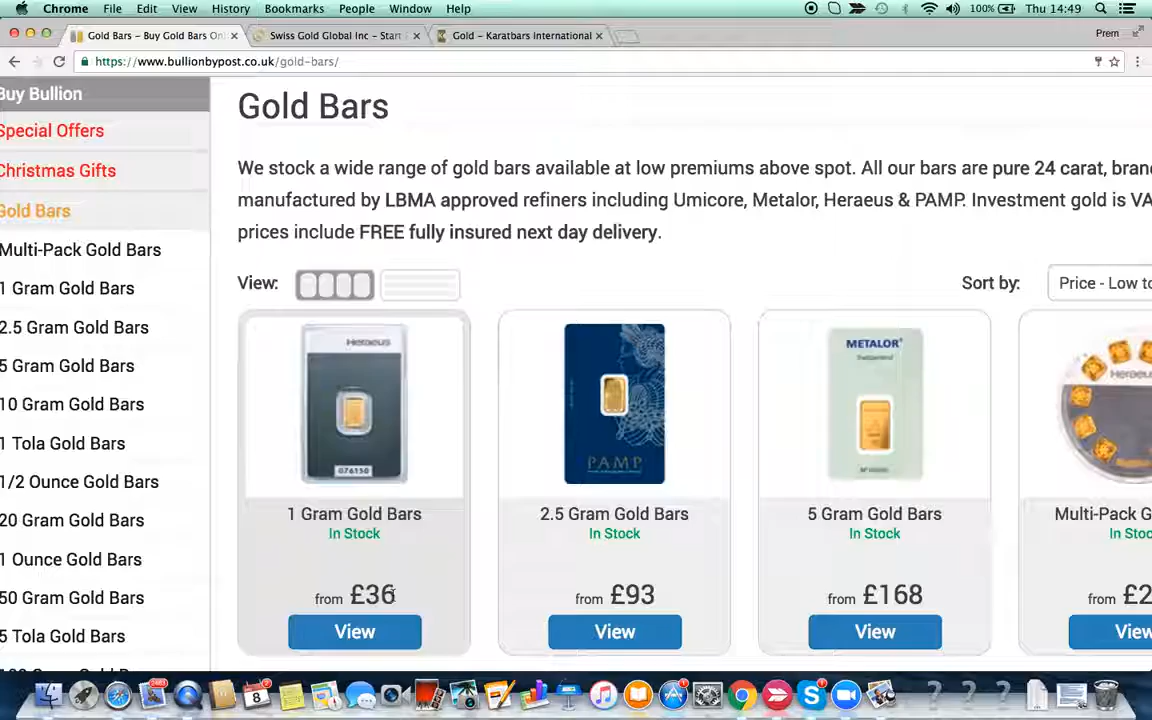 Chrome File Edit View History Bookmarks People Window Help 100% Thu 14:49
Gold Bars – Buy Gold Bars On Swiss Gold Global Inc - Start Gold – Karatbars International Prem
https://www.bullionbypost.co.uk/gold-bars/
Buy Bullion
Special Offers
Christmas Gifts
Gold Bars
Multi-Pack Gold Bars
1 Gram Gold Bars
2.5 Gram Gold Bars
5 Gram Gold Bars
10 Gram Gold Bars
1 Tola Gold Bars
1/2 Ounce Gold Bars
20 Gram Gold Bars
1 Ounce Gold Bars
50 Gram Gold Bars
5 Tola Gold Bars
Gold Bars
We stock a wide range of gold bars available at low premiums above spot. All our bars are pure 24 carat, bran
manufactured by LBMA approved refiners including Umicore, Metalor, Heraeus & PAMP. Investment gold is VA
prices include FREE fully insured next day delivery.
View:
Sort by: Price - Low to
Heraeus
076150
1 Gram Gold Bars
In Stock
from £36
View
PAMP
2.5 Gram Gold Bars
In Stock
from £93
View
METALOR
Switzerland
5 Gram Gold Bars
In Stock
from £168
View
Heraeus
Multi-Pack G
In Stoc
from £2
View